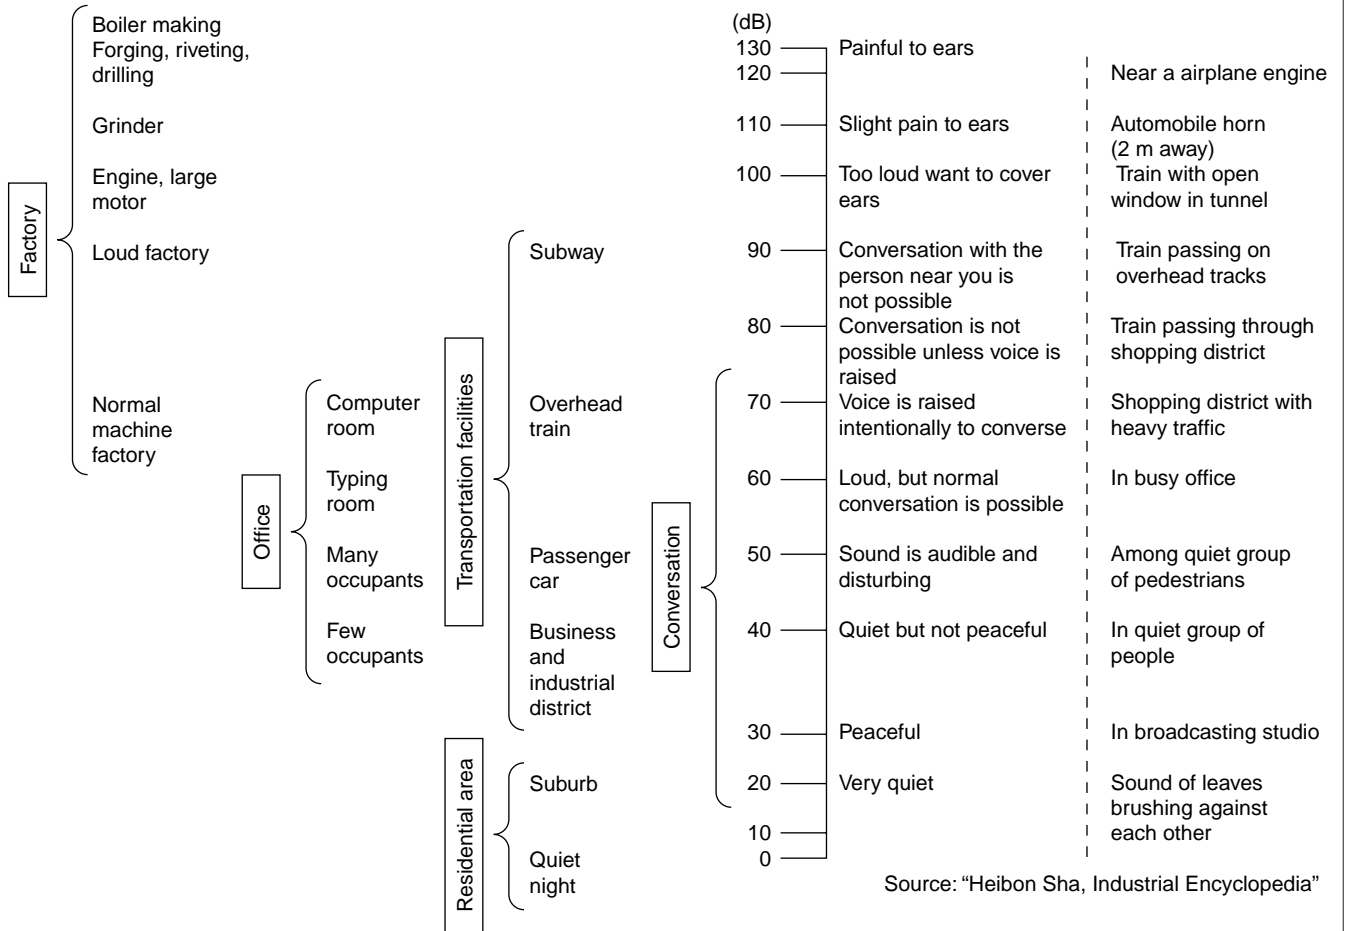 Factory
Boiler making
Forging, riveting,
drilling
Grinder
Engine, large
motor
Loud factory
Normal
machine
factory
Office
Computer
room
Typing
room
Many
occupants
Few
occupants
Transportation facilities
Subway
Overhead
train
Passenger
car
Business
and
industrial
district
Residential area
Suburb
Quiet
night
Conversation
(dB)
130
120
110
100
90
80
70
60
50
40
30
20
10
0
Painful to ears
Slight pain to ears
Too loud want to cover
ears
Conversation with the
person near you is
not possible
Conversation is not
possible unless voice is
raised
Voice is raised
intentionally to converse
Loud, but normal
conversation is possible
Sound is audible and
disturbing
Quiet but not peaceful
Peaceful
Very quiet
Near a airplane engine
Automobile horn
(2 m away)
Train with open
window in tunnel
Train passing on
overhead tracks
Train passing through
shopping district
Shopping district with
heavy traffic
In busy office
Among quiet group
of pedestrians
In quiet group of
people
In broadcasting studio
Sound of leaves
brushing against
each other
Source: “Heibon Sha, Industrial Encyclopedia”